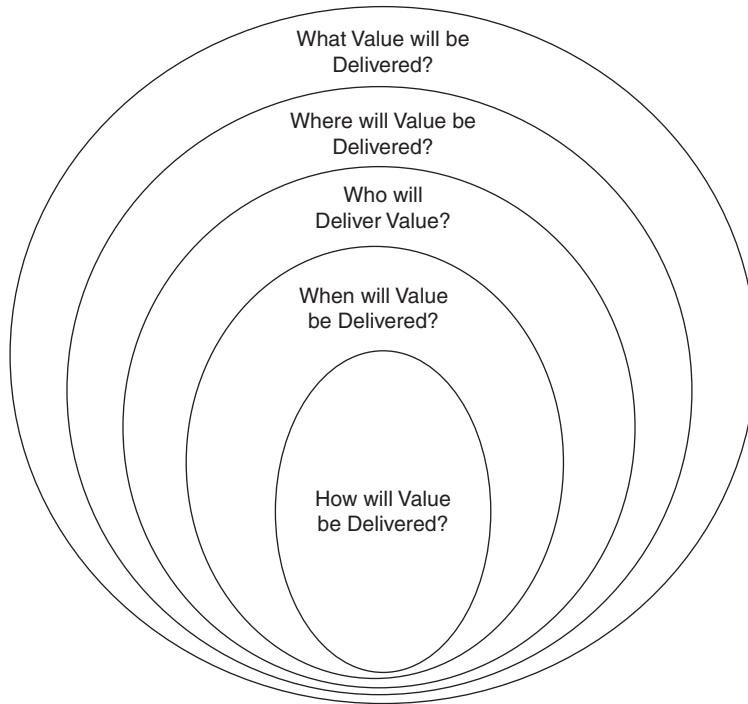 What Value will be
Delivered?
Where will Value be
Delivered?
Who will
Deliver Value?
When will Value
be Delivered?
How will Value
be Delivered?